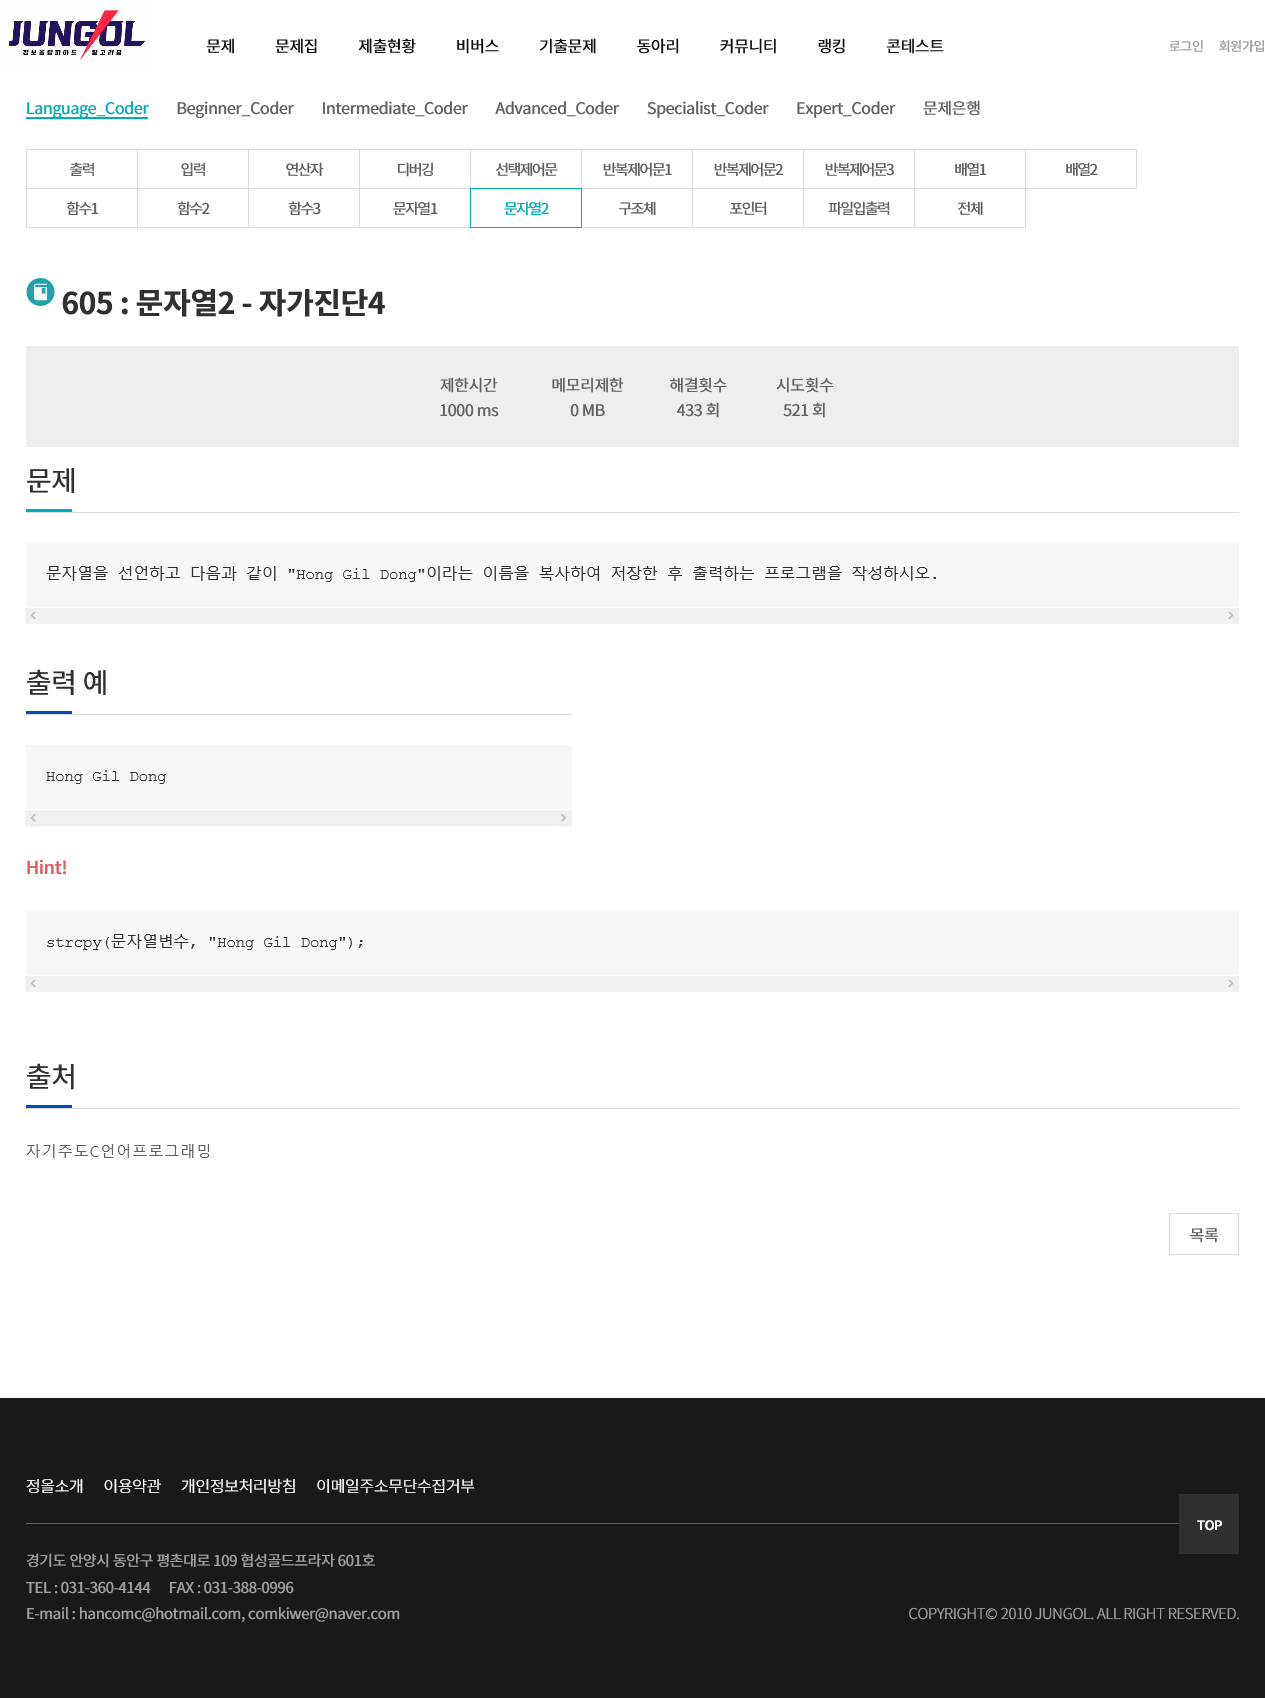 JUNGOL
정보올림피아드 알고리즘
문제 문제집 제출현황 비버스 기출문제 동아리 커뮤니티 랭킹 콘테스트
로그인 회원가입
Language_Coder Beginner_Coder Intermediate_Coder Advanced_Coder Specialist_Coder Expert_Coder 문제은행
출력 입력 연산자 디버깅 선택제어문 반복제어문1 반복제어문2 반복제어문3 배열1 배열2
함수1 함수2 함수3 문자열1 문자열2 구조체 포인터 파일입출력 전체
605 : 문자열2 - 자가진단4
제한시간 메모리제한 해결횟수 시도횟수
1000 ms 0 MB 433 회 521 회
문제
문자열을 선언하고 다음과 같이 "Hong Gil Dong"이라는 이름을 복사하여 저장한 후 출력하는 프로그램을 작성하시오.
출력 예
Hong Gil Dong
Hint!
strcpy(문자열변수, "Hong Gil Dong");
출처
자기주도C언어프로그래밍
목록
정올소개 이용약관 개인정보처리방침 이메일주소무단수집거부
TOP
경기도 안양시 동안구 평촌대로 109 협성골드프라자 601호
TEL : 031-360-4144 FAX : 031-388-0996
E-mail : hancomc@hotmail.com, comkiwer@naver.com
COPYRIGHT© 2010 JUNGOL. ALL RIGHT RESERVED.